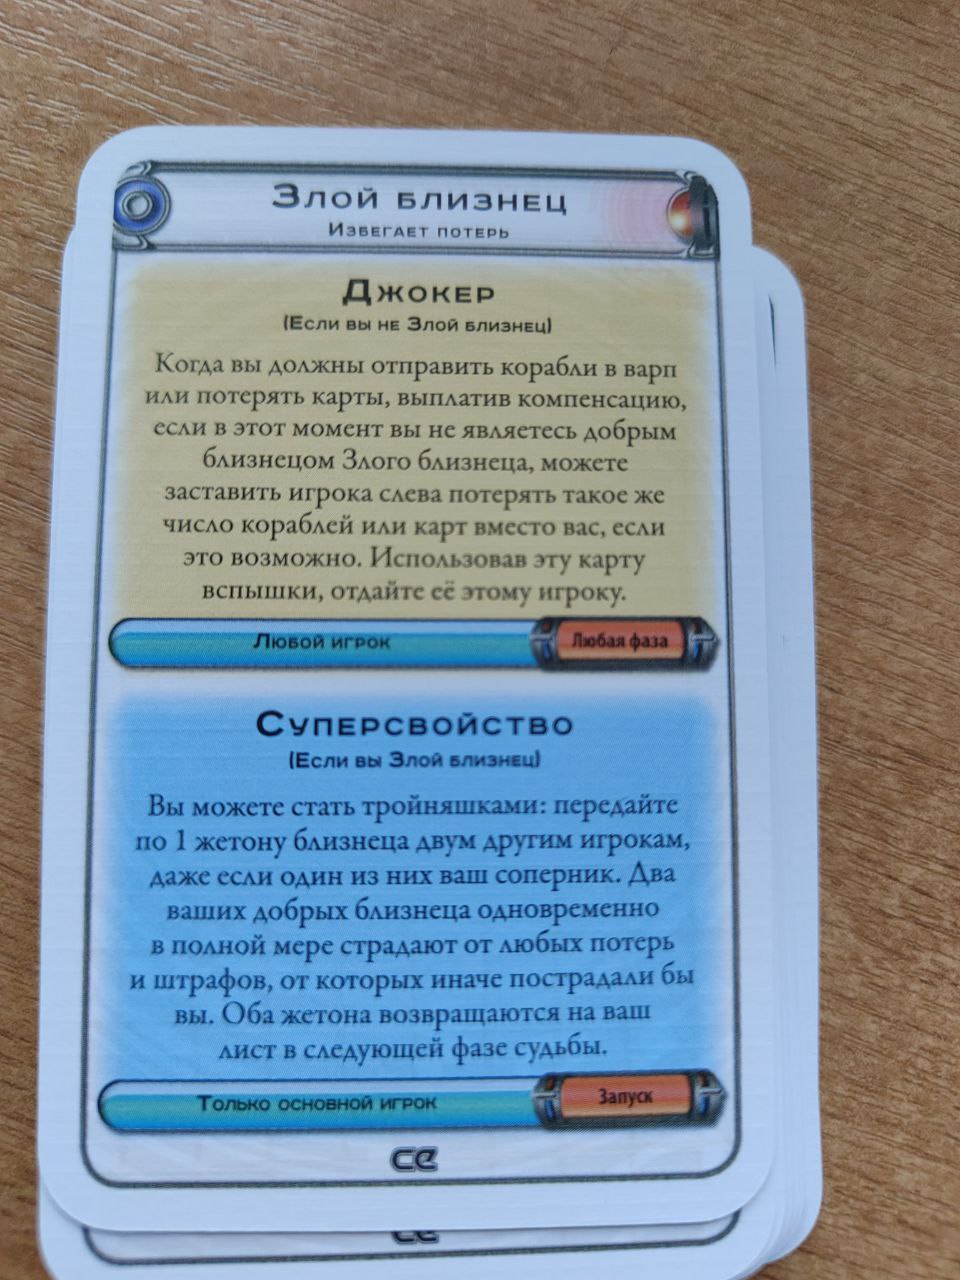 Злой близнец
Избегает потерь
Джокер
(Если вы не Злой близнец)
Когда вы должны отправить корабли в варп
или потерять карты, выплатив компенсацию,
если в этот момент вы не являетесь добрым
близнецом Злого близнеца, можете
заставить игрока слева потерять такое же
число кораблей или карт вместо вас, если
это возможно. Использовав эту карту
вспышки, отдайте её этому игроку.
Любой игрок Любая фаза
Суперсвойство
(Если вы Злой близнец)
Вы можете стать тройняшками: передайте
по 1 жетону близнеца двум другим игрокам,
даже если один из них ваш соперник. Два
ваших добрых близнеца одновременно
в полной мере страдают от любых потерь
и штрафов, от которых иначе пострадали бы
вы. Оба жетона возвращаются на ваш
лист в следующей фазе судьбы.
Только основной игрок Запуск
CE
CE